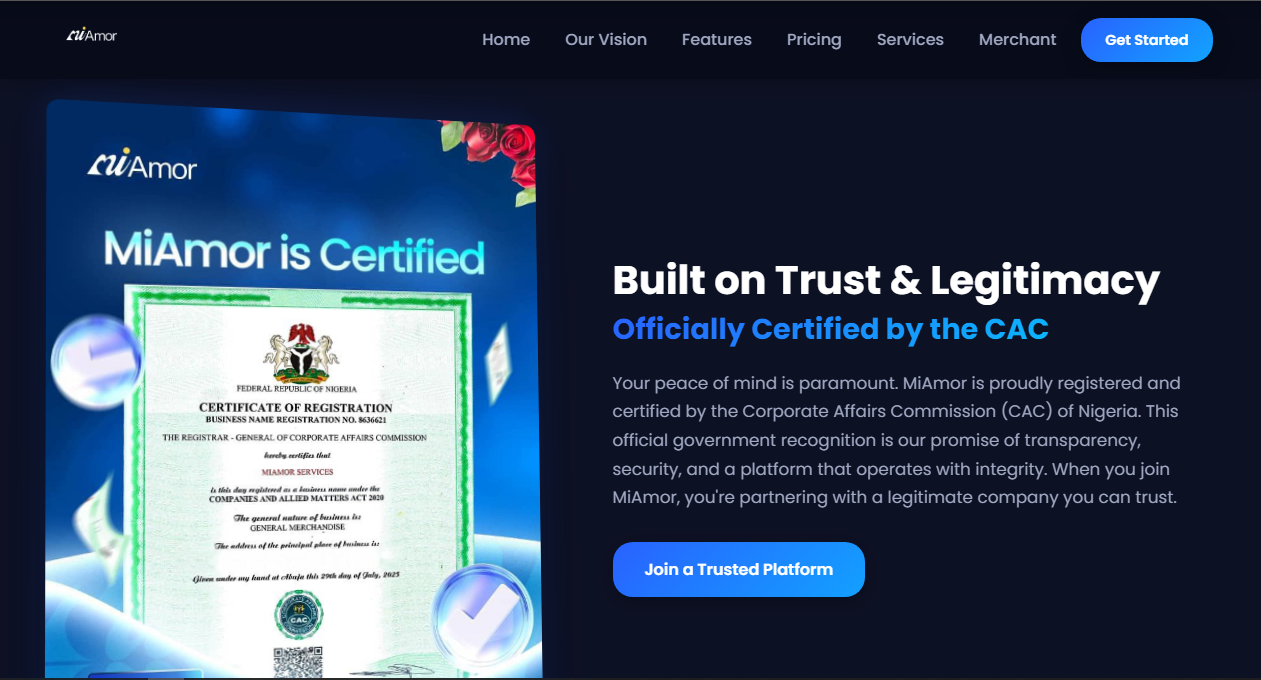 miAmor
Home
Our Vision
Features
Pricing
Services
Merchant
Get Started
miAmor
MiAmor is Certified
FEDERAL REPUBLIC OF NIGERIA
CERTIFICATE OF REGISTRATION
BUSINESS NAME REGISTRATION NO. 8636621
THE REGISTRAR - GENERAL OF CORPORATE AFFAIRS COMMISSION
hereby certifies that
MIAMOR SERVICES
is this day registered as a business name under the
COMPANIES AND ALLIED MATTERS ACT 2020
The general nature of business is:
GENERAL MERCHANDISE
The address of the principal place of business is:
Given under my hand at Abuja this 29th day of July, 2025
CAC
Built on Trust & Legitimacy
Officially Certified by the CAC
Your peace of mind is paramount. MiAmor is proudly registered and
certified by the Corporate Affairs Commission (CAC) of Nigeria. This
official government recognition is our promise of transparency,
security, and a platform that operates with integrity. When you join
MiAmor, you're partnering with a legitimate company you can trust.
Join a Trusted Platform